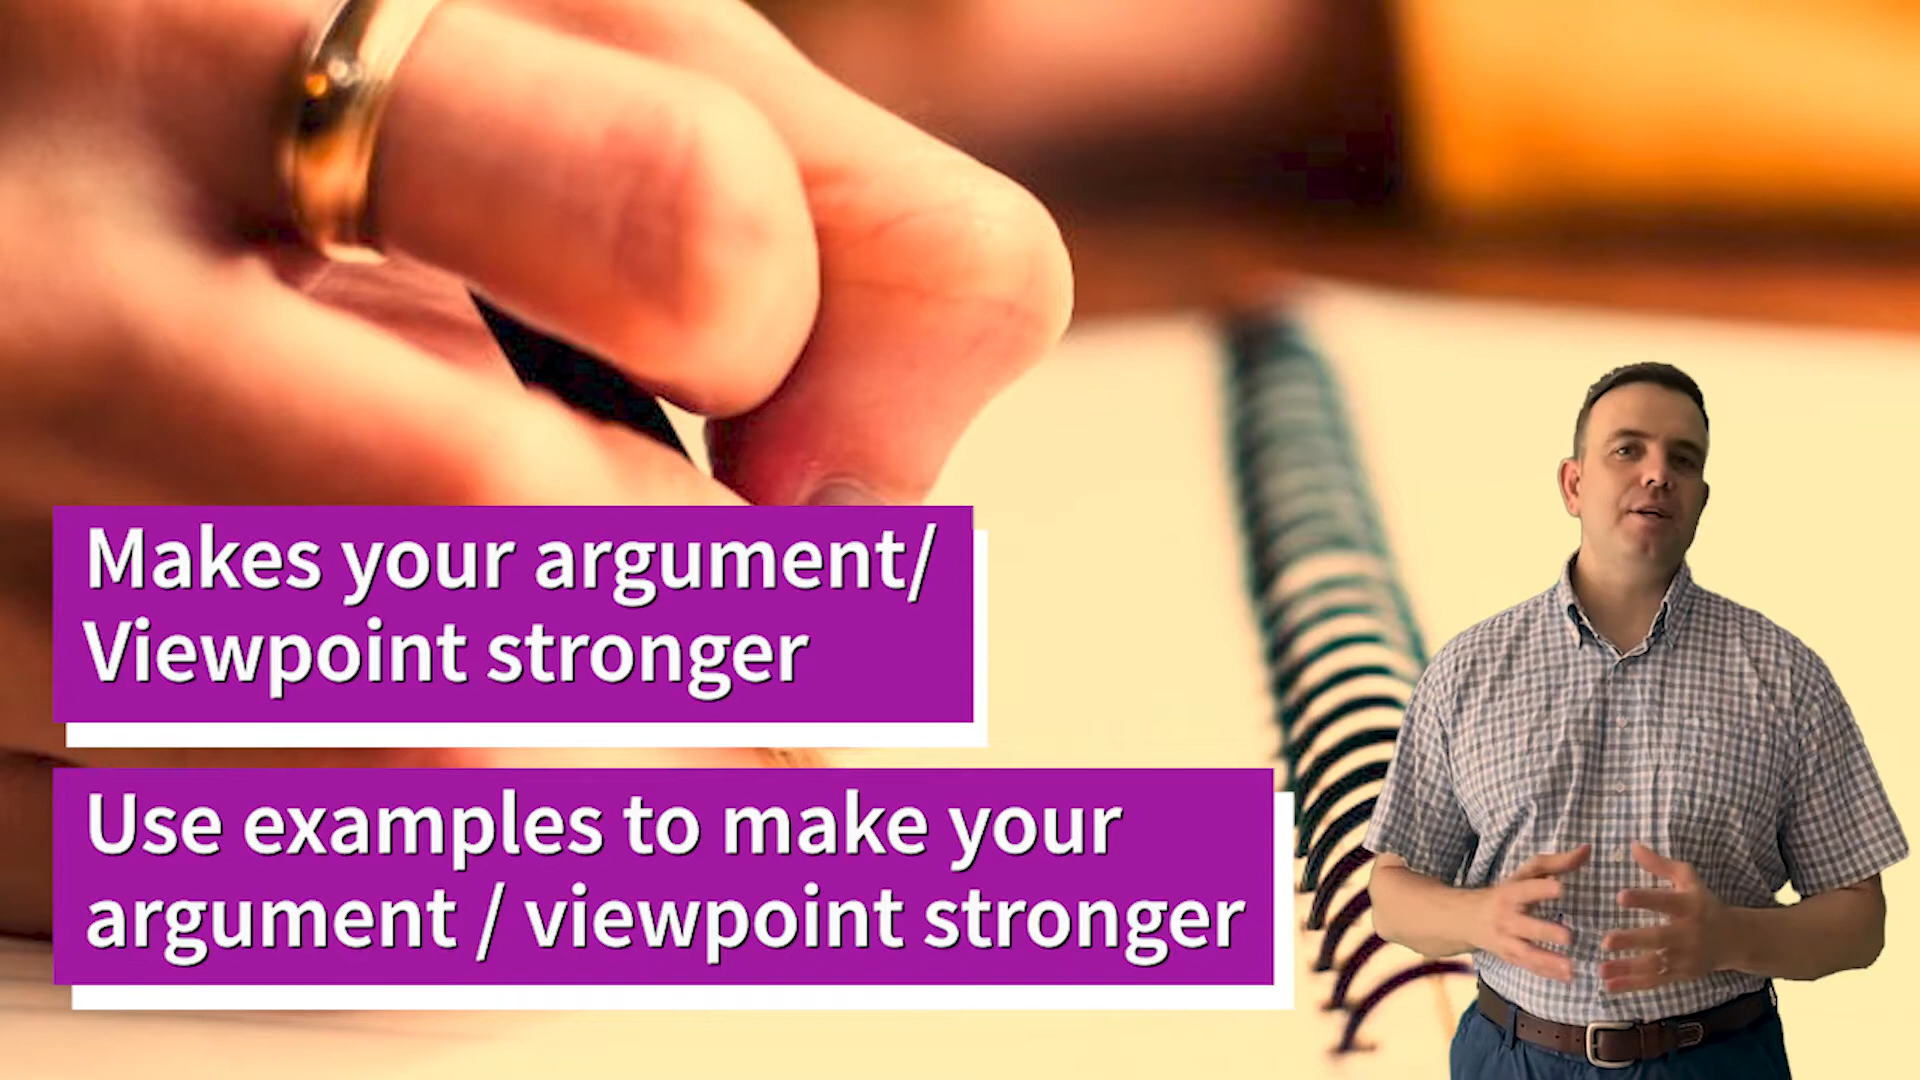 Makes your argument/
Viewpoint stronger
Use examples to make your
argument / viewpoint stronger